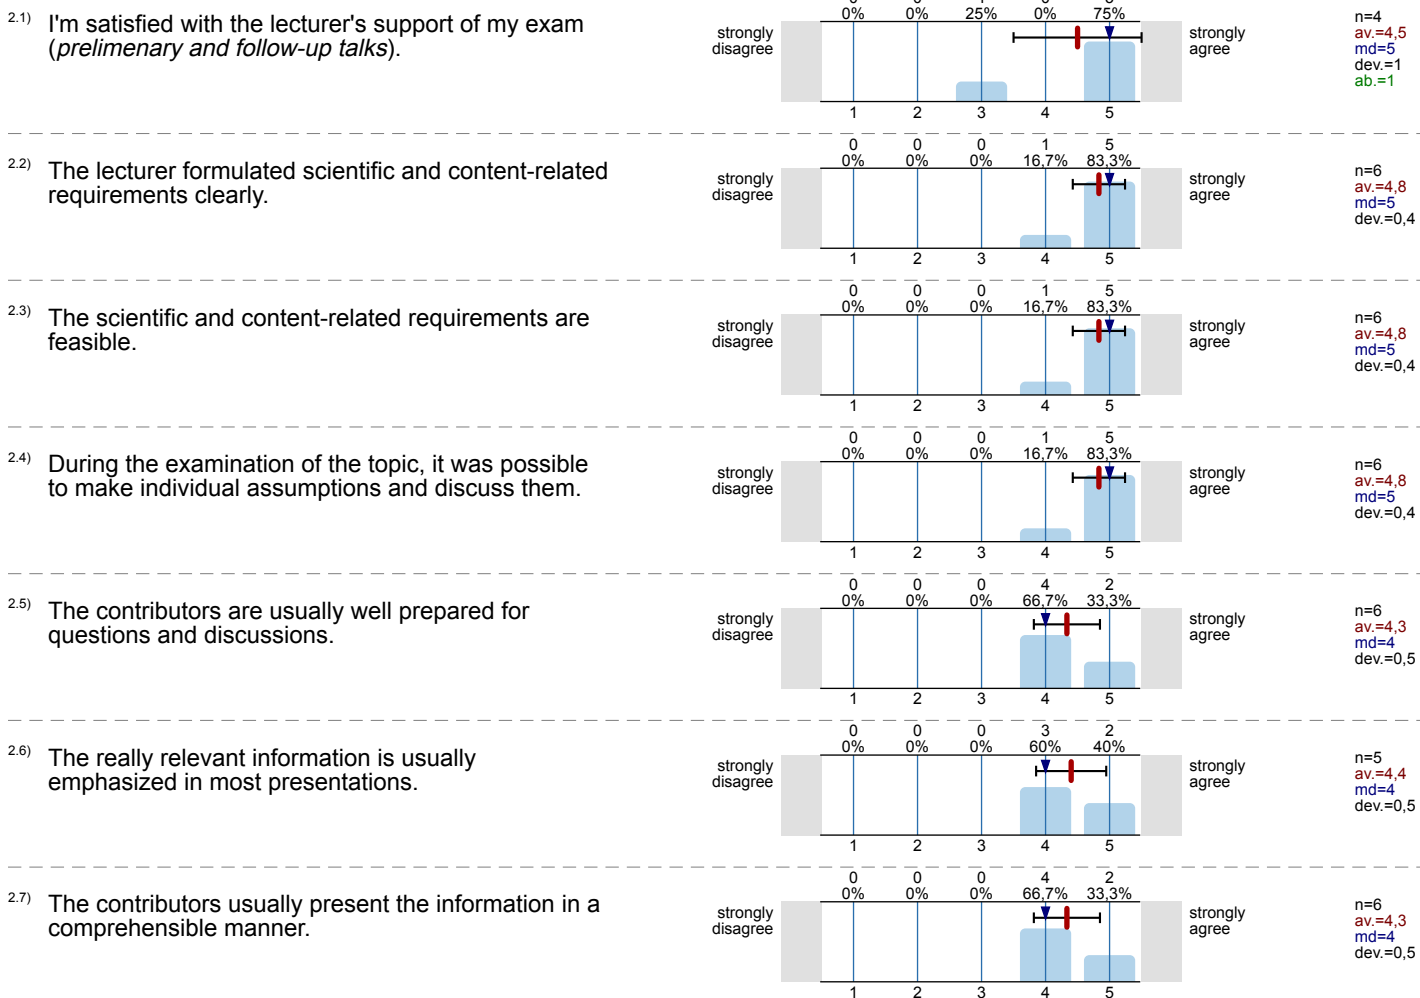 2.1) I'm satisfied with the lecturer's support of my exam
(prelimenary and follow-up talks).
strongly
disagree
0% 0% 25% 0% 75%
1 2 3 4 5
strongly
agree
n=4
av.=4,5
md=5
dev.=1
ab.=1
2.2) The lecturer formulated scientific and content-related
requirements clearly.
strongly
disagree
0 0 0 1 5
0% 0% 0% 16,7% 83,3%
1 2 3 4 5
strongly
agree
n=6
av.=4,8
md=5
dev.=0,4
2.3) The scientific and content-related requirements are
feasible.
strongly
disagree
0 0 0 1 5
0% 0% 0% 16,7% 83,3%
1 2 3 4 5
strongly
agree
n=6
av.=4,8
md=5
dev.=0,4
2.4) During the examination of the topic, it was possible
to make individual assumptions and discuss them.
strongly
disagree
0 0 0 1 5
0% 0% 0% 16,7% 83,3%
1 2 3 4 5
strongly
agree
n=6
av.=4,8
md=5
dev.=0,4
2.5) The contributors are usually well prepared for
questions and discussions.
strongly
disagree
0 0 0 4 2
0% 0% 0% 66,7% 33,3%
1 2 3 4 5
strongly
agree
n=6
av.=4,3
md=4
dev.=0,5
2.6) The really relevant information is usually
emphasized in most presentations.
strongly
disagree
0 0 0 3 2
0% 0% 0% 60% 40%
1 2 3 4 5
strongly
agree
n=5
av.=4,4
md=4
dev.=0,5
2.7) The contributors usually present the information in a
comprehensible manner.
strongly
disagree
0 0 0 4 2
0% 0% 0% 66,7% 33,3%
1 2 3 4 5
strongly
agree
n=6
av.=4,3
md=4
dev.=0,5